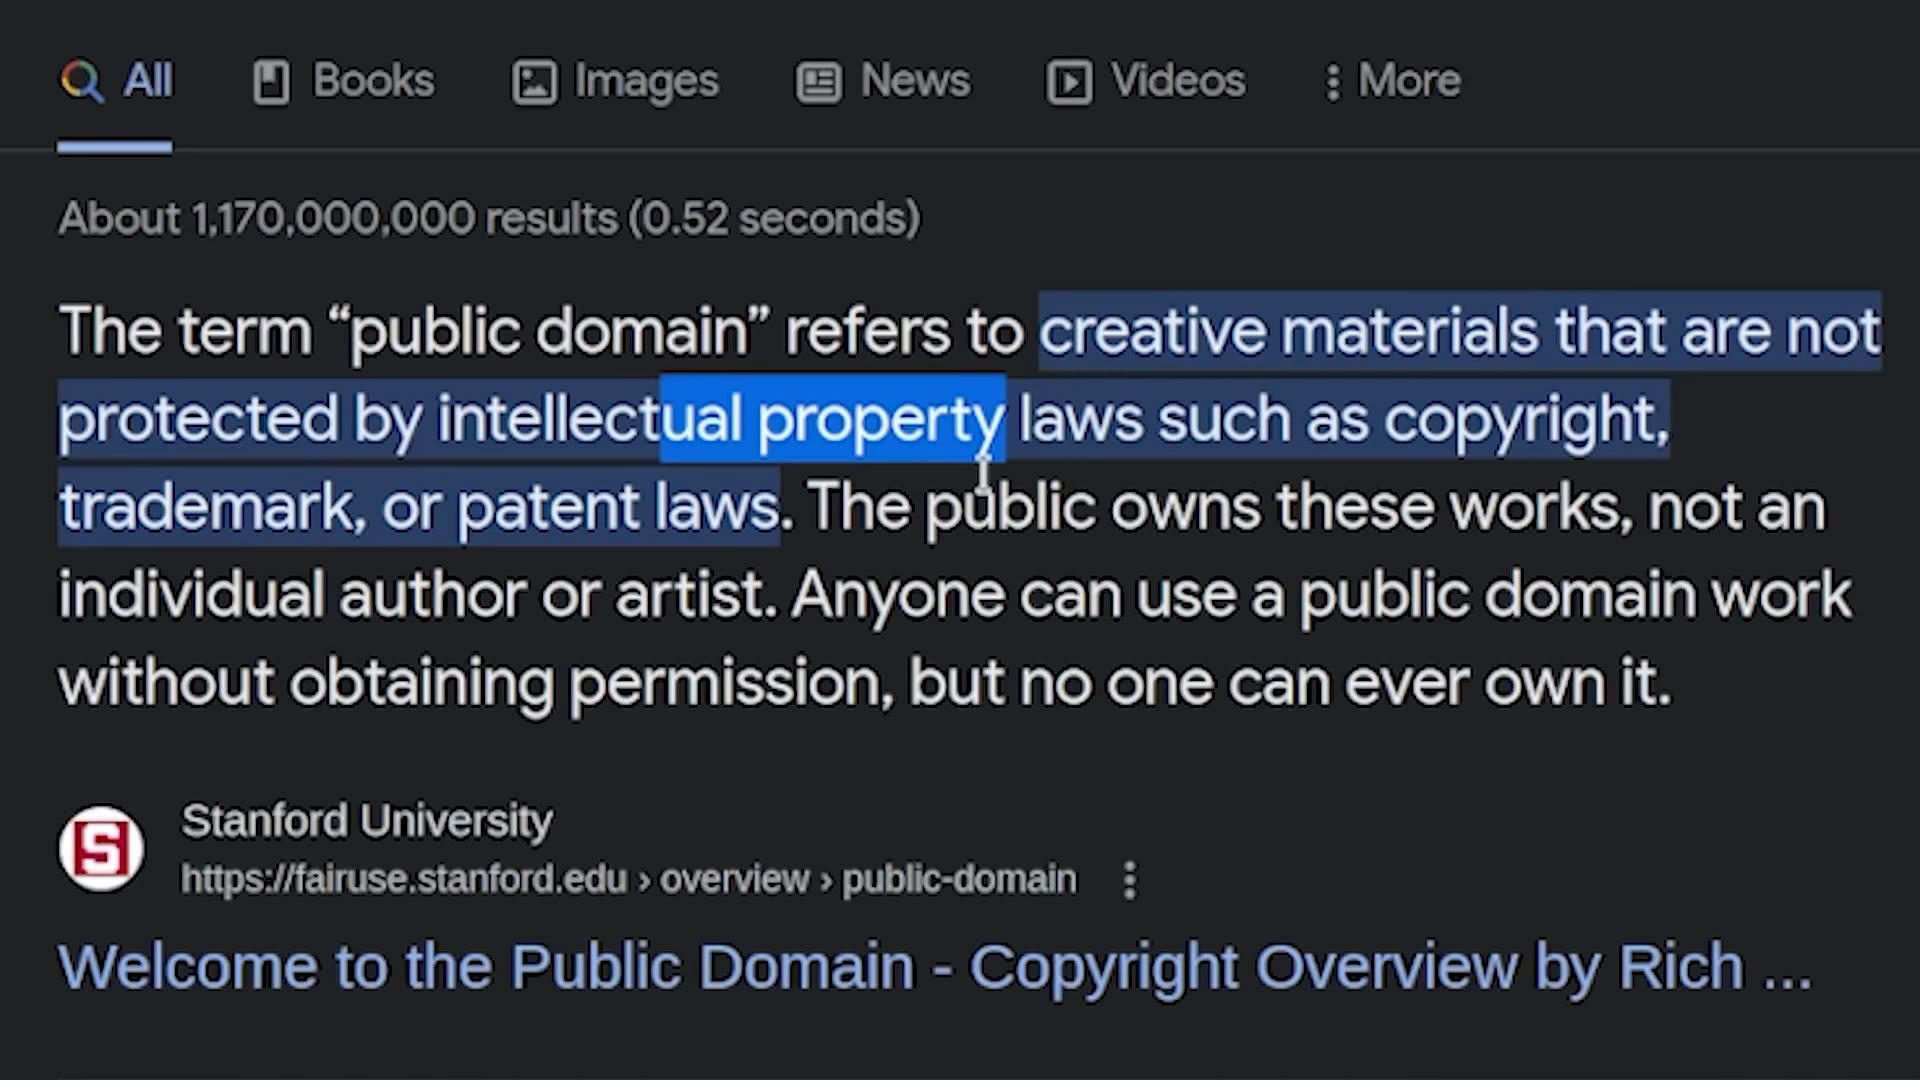 All Books Images News Videos More
About 1,170,000,000 results (0.52 seconds)
The term “public domain” refers to creative materials that are not
protected by intellectual property laws such as copyright,
trademark, or patent laws. The public owns these works, not an
individual author or artist. Anyone can use a public domain work
without obtaining permission, but no one can ever own it.
S
Stanford University
https://fairuse.stanford.edu › overview › public-domain
Welcome to the Public Domain - Copyright Overview by Rich ...